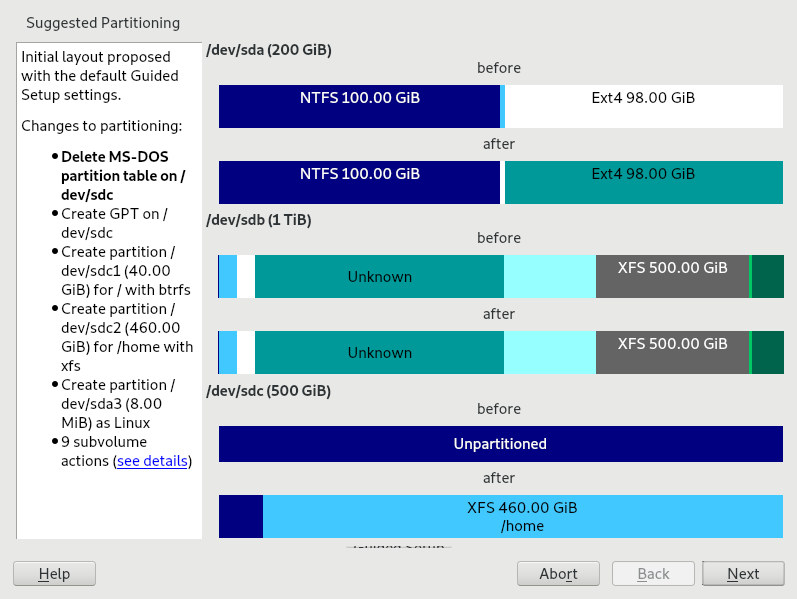 Suggested Partitioning
Initial layout proposed
with the default Guided
Setup settings.
Changes to partitioning:
Delete MS-DOS
partition table on /
dev/sdc
Create GPT on /
dev/sdc
Create partition /
dev/sdc1 (40.00
GiB) for / with btrfs
Create partition /
dev/sdc2 (460.00
GiB) for /home with
xfs
Create partition /
dev/sda3 (8.00
MiB) as Linux
9 subvolume
actions (see details)
/dev/sda (200 GiB)
before
NTFS 100.00 GiB
Ext4 98.00 GiB
after
NTFS 100.00 GiB
Ext4 98.00 GiB
/dev/sdb (1 TiB)
before
Unknown
XFS 500.00 GiB
after
Unknown
XFS 500.00 GiB
/dev/sdc (500 GiB)
before
Unpartitioned
after
XFS 460.00 GiB
/home
Help
Abort
Back
Next